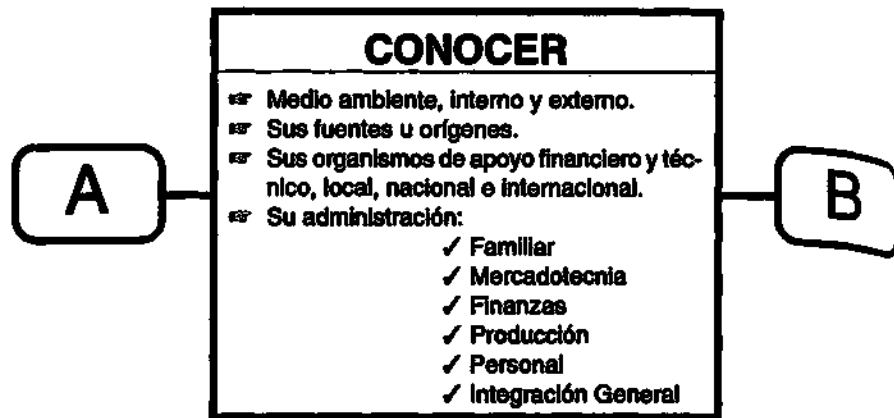 CONOCER
☞ Medio ambiente, interno y externo.
☞ Sus fuentes u orígenes.
☞ Sus organismos de apoyo financiero y téc-
nico, local, nacional e internacional.
☞ Su administración:
✓ Familiar
✓ Mercadotecnia
✓ Finanzas
✓ Producción
✓ Personal
✓ Integración General
A
B